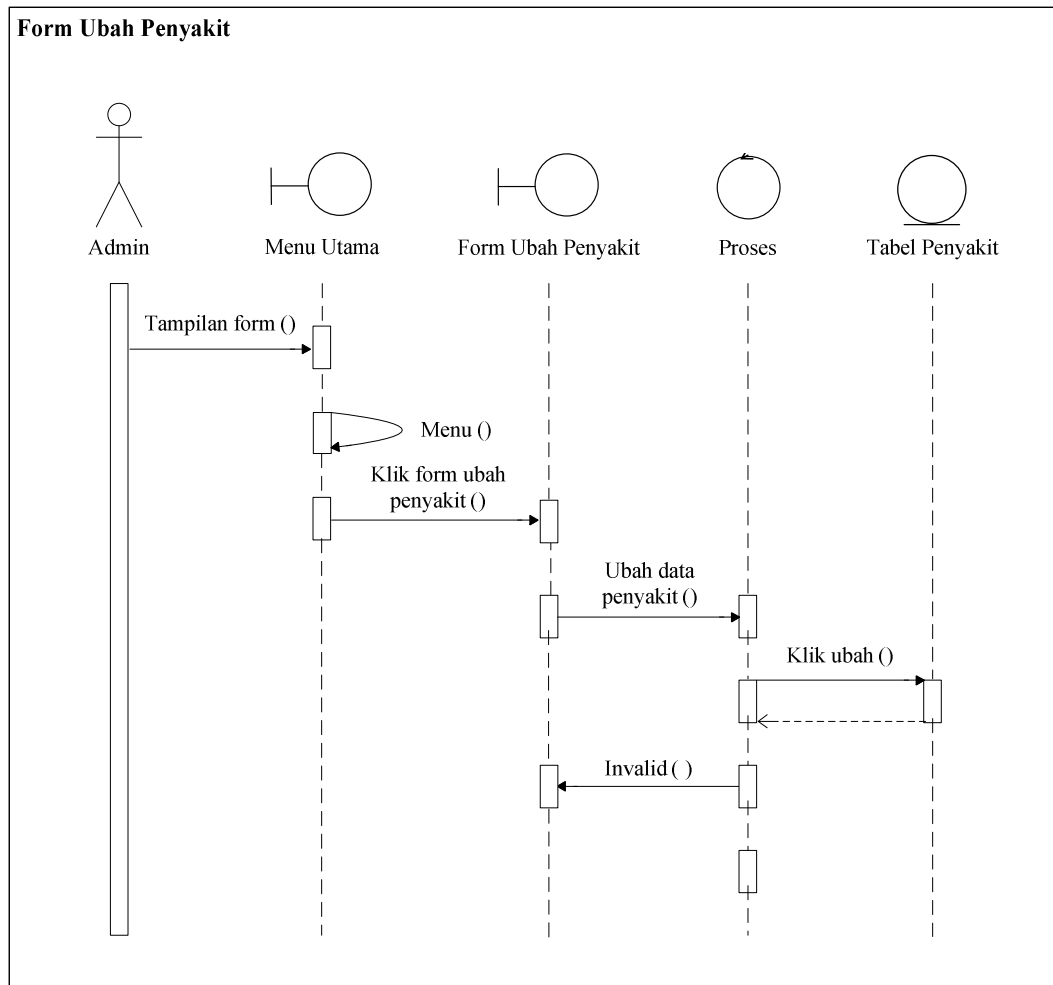 Form Ubah Penyakit
Admin
Menu Utama
Form Ubah Penyakit
Proses
Tabel Penyakit
Tampilan form ()
Menu ()
Klik form ubah
penyakit ()
Ubah data
penyakit ()
Klik ubah ()
Invalid ( )